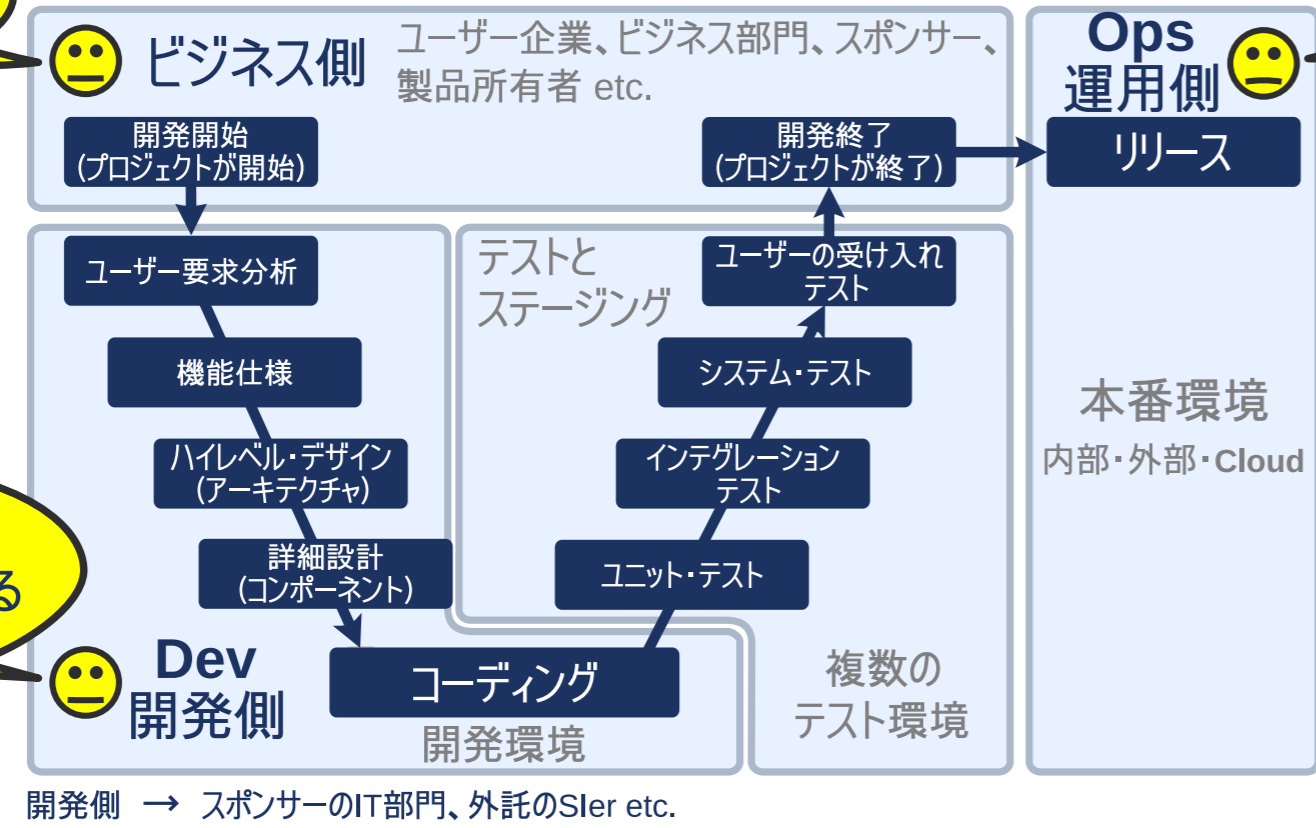 ビジネス側
ユーザー企業、ビジネス部門、スポンサー、
製品所有者 etc.
Ops
運用側
開発開始
(プロジェクトが開始)
開発終了
(プロジェクトが終了)
リリース
ユーザー要求分析
機能仕様
ハイレベル・デザイン
(アーキテクチャ)
詳細設計
(コンポーネント)
る
Dev
開発側
コーディング
開発環境
テストと
ステージング
ユーザーの受け入れ
テスト
システム・テスト
インテグレーション
テスト
ユニット・テスト
複数の
テスト環境
本番環境
内部・外部・Cloud
開発側 → スポンサーのIT部門、外託のSIer etc.